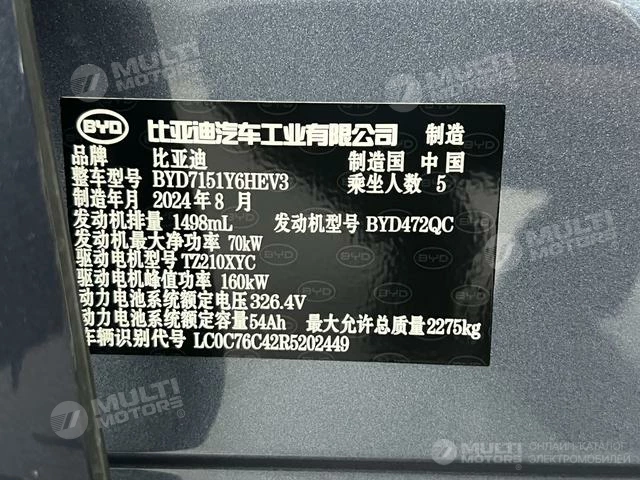 BYD 比亚迪汽车工业有限公司 制造
品牌 比亚迪 制造国 中国
整车型号 BYD7151Y6HEV3 乘坐人数 5
制造年月 2024年8月
发动机排量 1498mL 发动机型号 BYD472QC
发动机最大净功率 70kW
驱动电机型号 TZ210XYC
驱动电机峰值功率 160kW
动力电池系统额定电压 326.4V
动力电池系统额定容量 54Ah 最大允许总质量 2275kg
车辆识别代号 LC0C76C42R5202449
MULTI MOTORS
MULTI MOTORS
MULTI MOTORS
MULTI MOTORS
MULTI MOTORS ОНЛАЙН-КАТАЛОГ ЭЛЕКТРОМОБИЛЕЙ